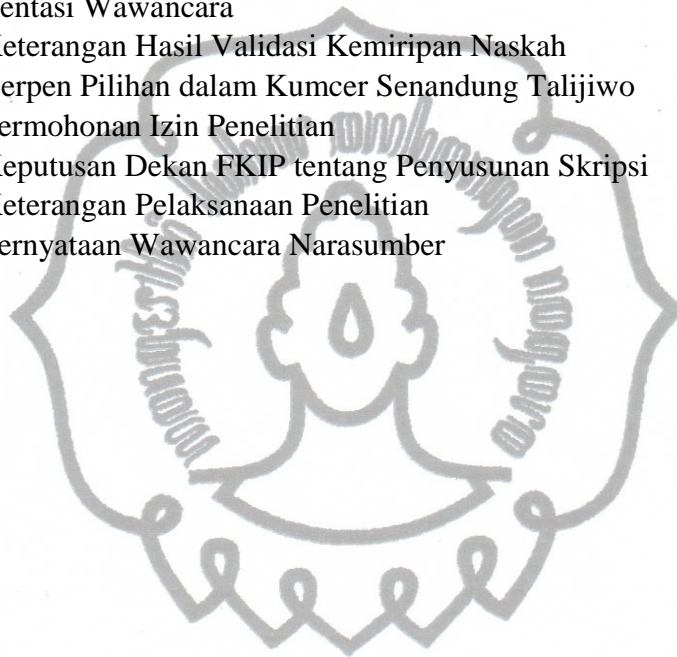 entasi Wawancara
Keterangan Hasil Validasi Kemiripan Naskah
erpen Pilihan dalam Kumcer Senandung Talijiwo
ermohonan Izin Penelitian
Keputusan Dekan FKIP tentang Penyusunan Skripsi
Keterangan Pelaksanaan Penelitian
ernyataan Wawancara Narasumber